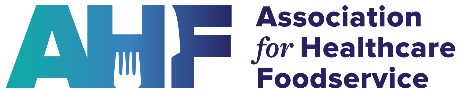 AHF
Association
for Healthcare
Foodservice